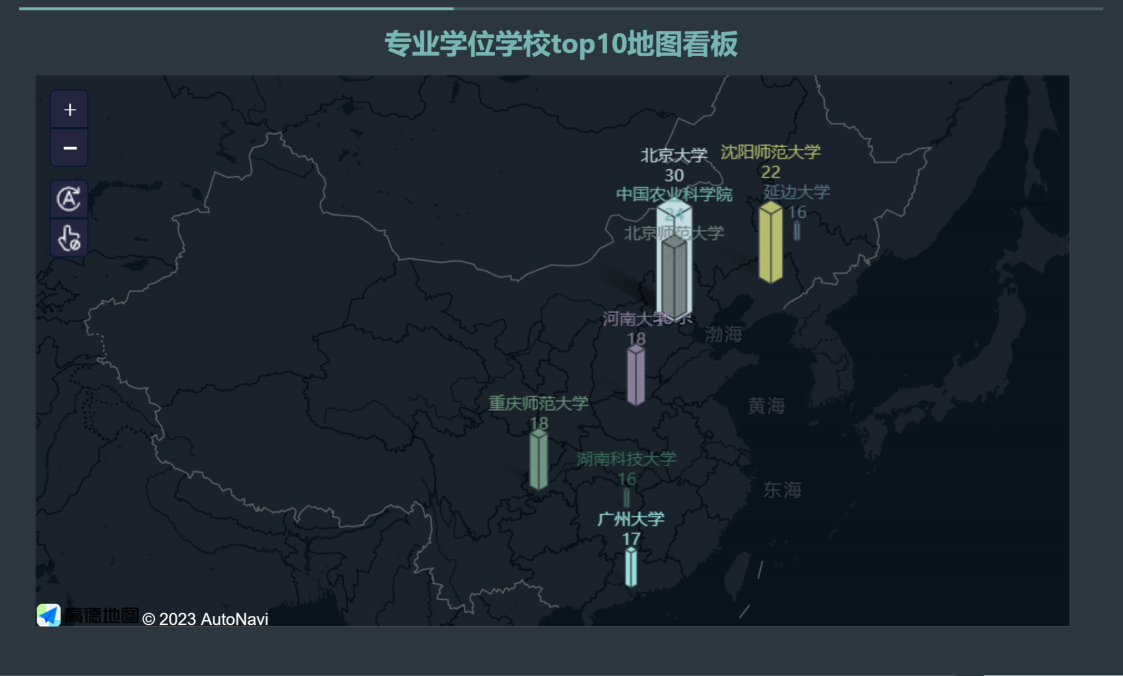 专业学位学校top10地图看板
+
−
A
北京大学
30
沈阳师范大学
22
中国农业科学院
24
延边大学
16
北京师范大学
河南大学
18
渤海
重庆师范大学
18
黄海
湖南科技大学
16
东海
广州大学
17
高德地图 © 2023 AutoNavi